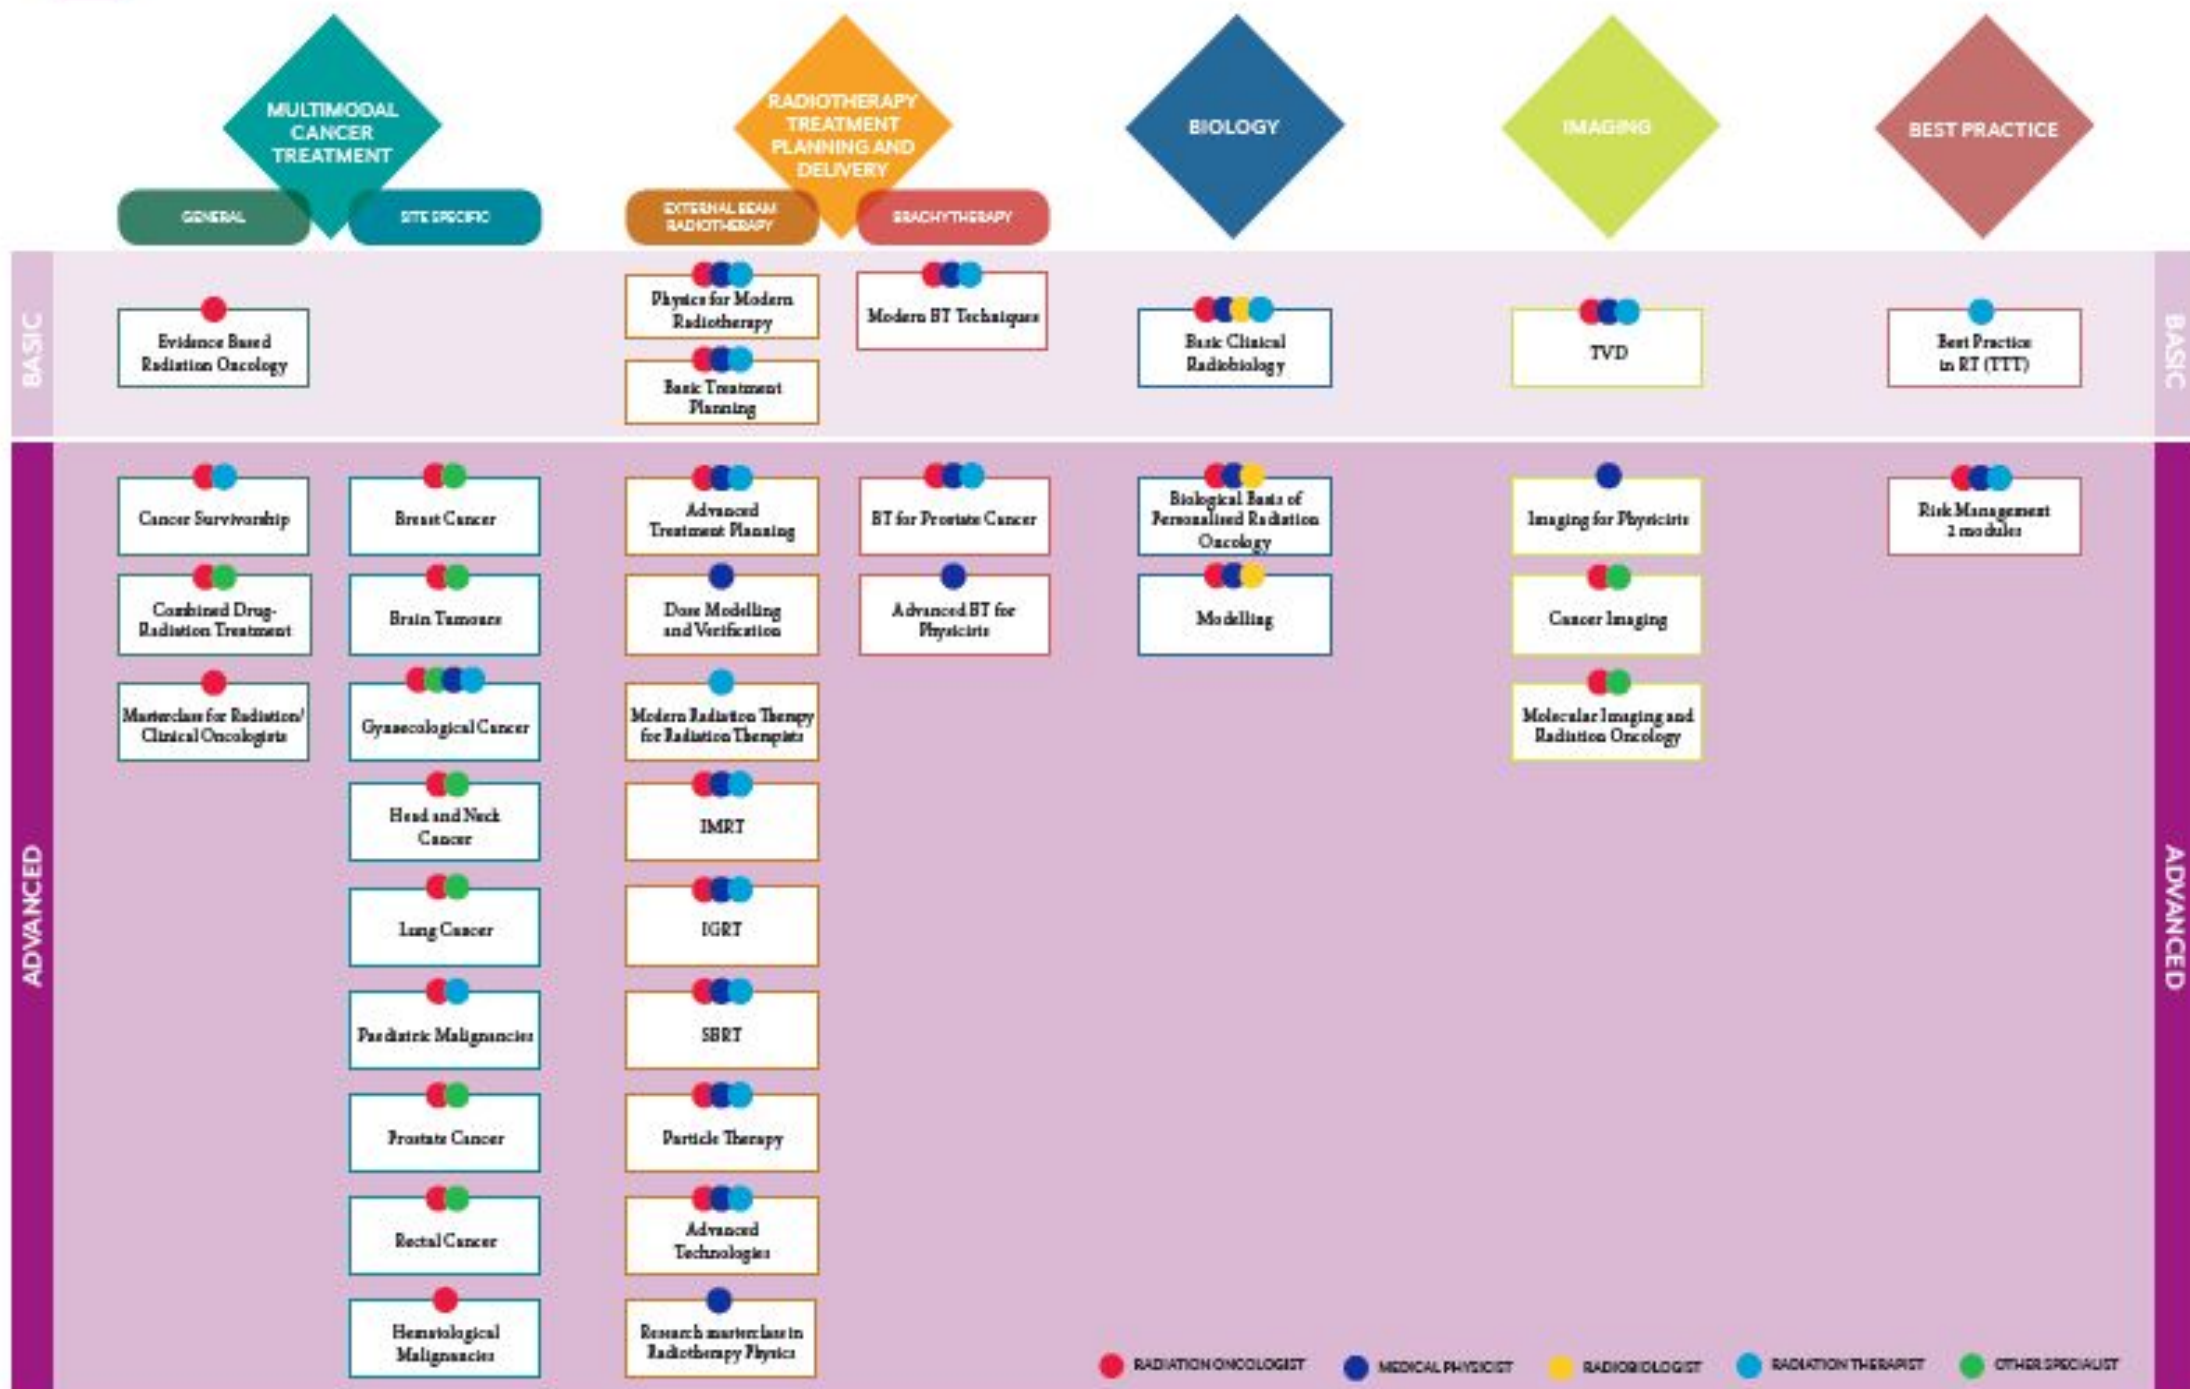 MULTIMODAL
CANCER
TREATMENT
GENERAL
SITE SPECIFIC
RADIOTHERAPY
TREATMENT
PLANNING AND
DELIVERY
EXTERNAL BEAM
RADIOTHERAPY
BRACHYTHERAPY
BIOLOGY
IMAGING
BEST PRACTICE
BASIC
Evidence Based
Radiation Oncology
Physics for Modern
Radiotherapy
Basic Treatment
Planning
Modern BT Techniques
Basic Clinical
Radiobiology
TVD
Best Practice
in RT (TTT)
BASIC
ADVANCED
Cancer Survivorship
Combined Drug-
Radiation Treatment
Masterclass for Radiation/
Clinical Oncologists
Breast Cancer
Brain Tumours
Gynaecological Cancer
Head and Neck
Cancer
Lung Cancer
Paediatric Malignancies
Prostate Cancer
Rectal Cancer
Hematological
Malignancies
Advanced
Treatment Planning
Dose Modelling
and Verification
Modern Radiation Therapy
for Radiation Therapists
IMRT
IGRT
SBRT
Particle Therapy
Advanced
Technologies
Research masterclass in
Radiotherapy Physics
BT for Prostate Cancer
Advanced BT for
Physicists
Biological Basis of
Personalised Radiation
Oncology
Modelling
Imaging for Physicists
Cancer Imaging
Molecular Imaging and
Radiation Oncology
Risk Management
2 modules
ADVANCED
RADIATION ONCOLOGIST
MEDICAL PHYSICIST
RADIOBIOLOGIST
RADIATION THERAPIST
OTHER SPECIALIST